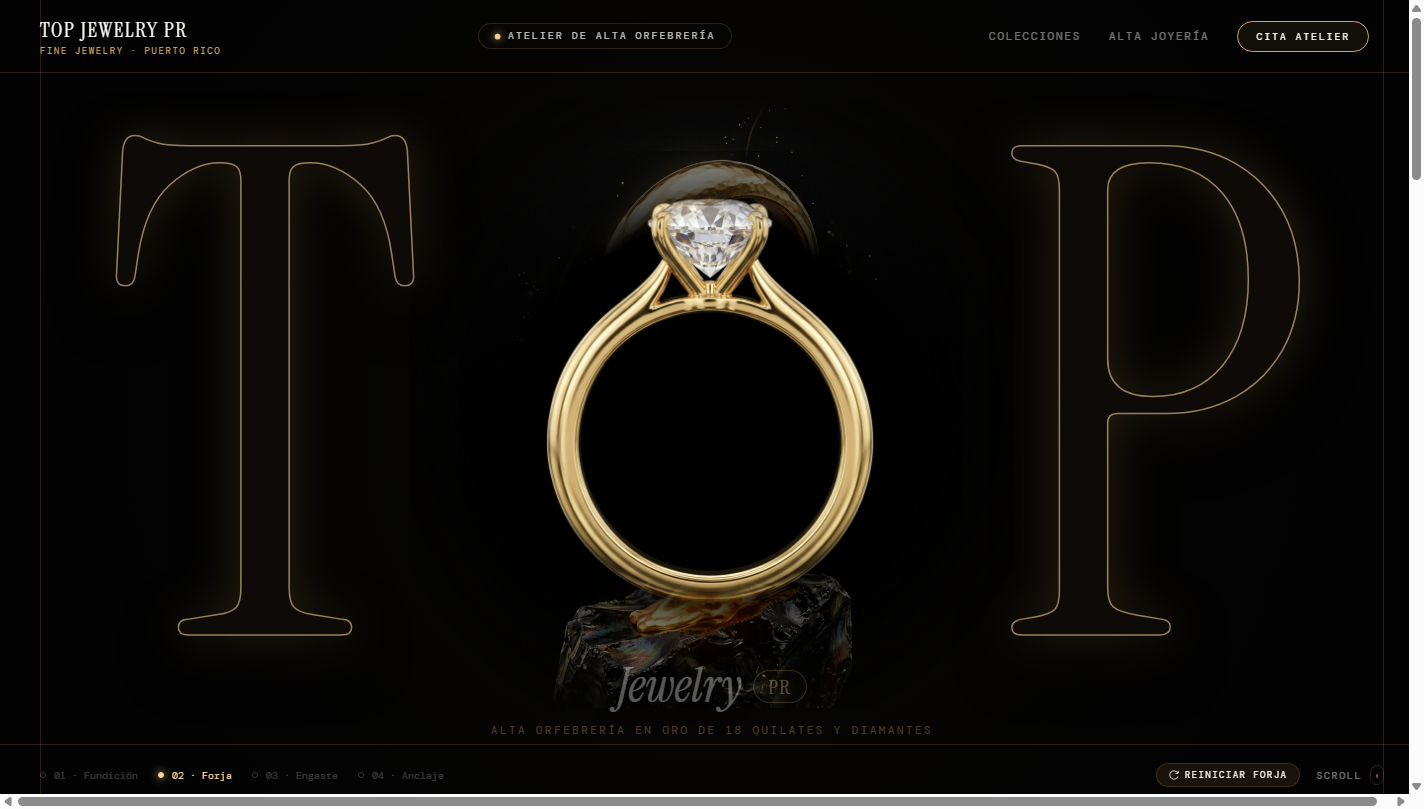 TOP JEWELRY PR
FINE JEWELRY · PUERTO RICO
ATELIER DE ALTA ORFEBRERÍA
COLECCIONES
ALTA JOYERÍA
CITA ATELIER
T P
Jewelry PR
ALTA ORFEBRERÍA EN ORO DE 18 QUILATES Y DIAMANTES
01 · Fundición
02 · Forja
03 · Engaste
04 · Anclaje
REINICIAR FORJA
SCROLL